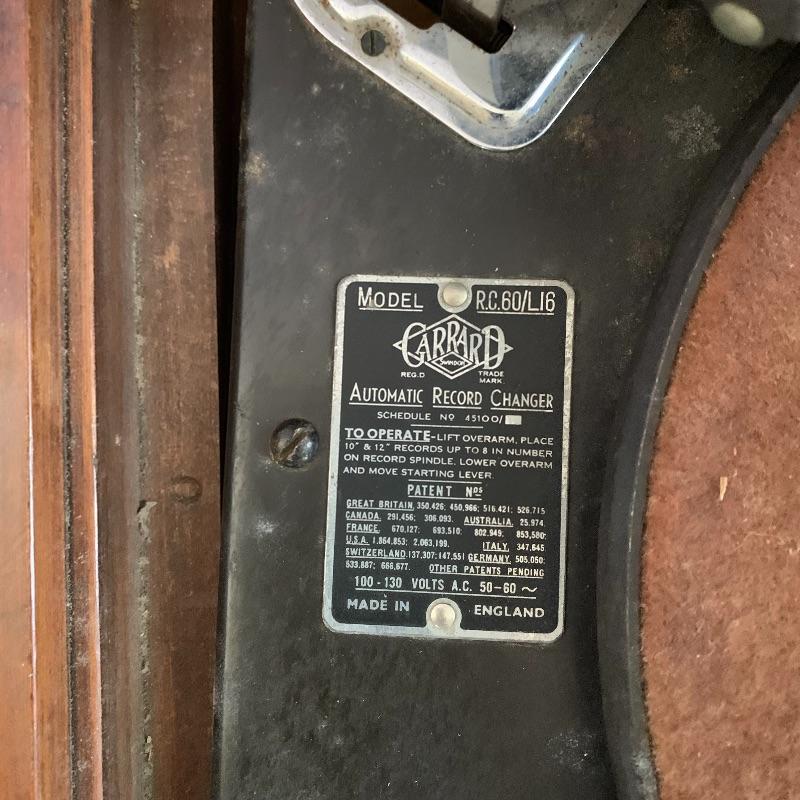 MODEL R.C.60/L16
GARRARD
SWINDON
REG.D TRADE MARK.
AUTOMATIC RECORD CHANGER
SCHEDULE No 45100/
TO OPERATE-LIFT OVERARM, PLACE
10" & 12" RECORDS UP TO 8 IN NUMBER
ON RECORD SPINDLE. LOWER OVERARM
AND MOVE STARTING LEVER.
PATENT Nos
GREAT BRITAIN, 350,426; 450,966; 516,421; 526,715
CANADA, 291,456; 306,093. AUSTRALIA, 25,974.
FRANCE, 670,127; 693,510; 802,949. 853,580;
U.S.A. 1,864,853; 2,063,199. ITALY, 347,645
SWITZERLAND,137,307;147,551 GERMANY, 505,050;
533,887; 666,677. OTHER PATENTS PENDING
100-130 VOLTS A.C. 50-60 ~
MADE IN ENGLAND